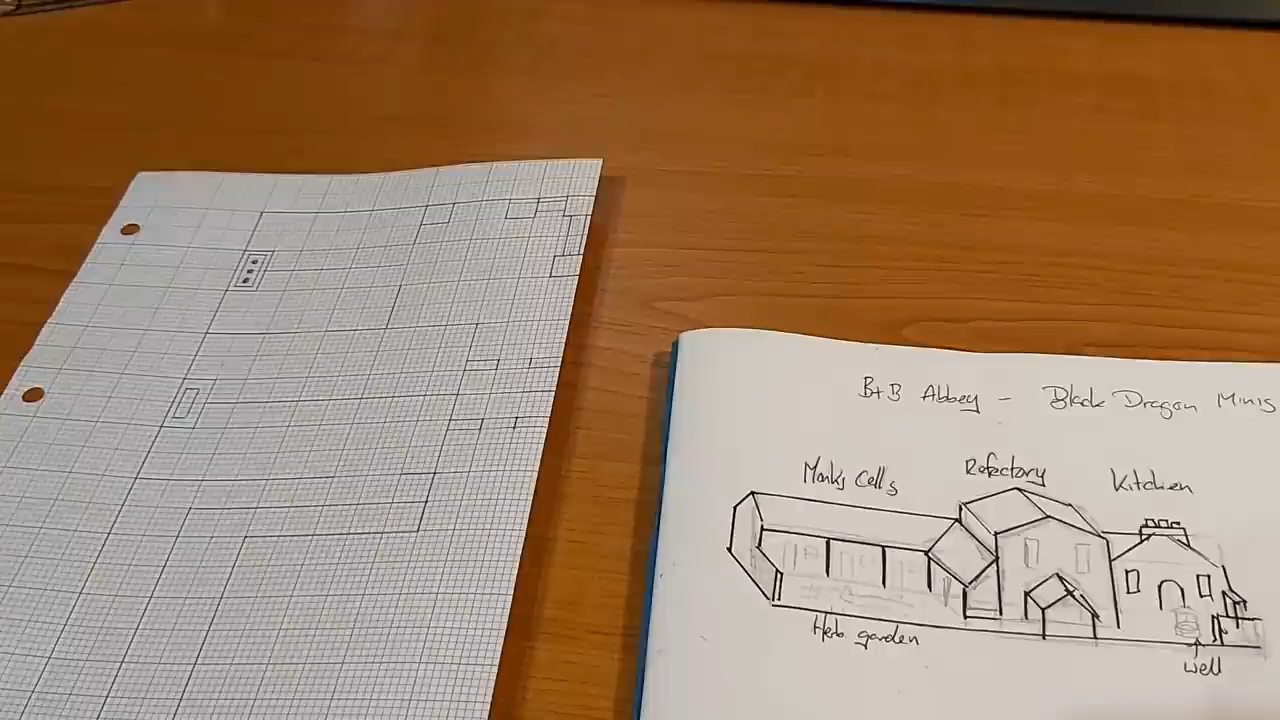 B+B Abbey - Black Dragon Minis
Monks Cells
Refectory
Kitchen
Herb garden
well